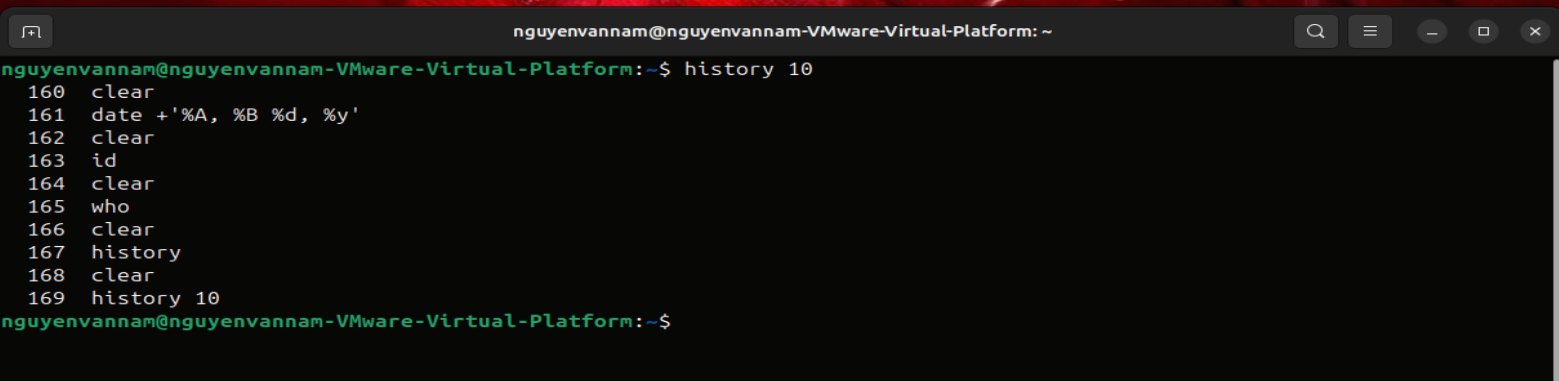 nguyenvannam@nguyenvannam-VMware-Virtual-Platform: ~
nguyenvannam@nguyenvannam-VMware-Virtual-Platform:~$ history 10
160 clear
161 date +'%A, %B %d, %y'
162 clear
163 id
164 clear
165 who
166 clear
167 history
168 clear
169 history 10
nguyenvannam@nguyenvannam-VMware-Virtual-Platform:~$